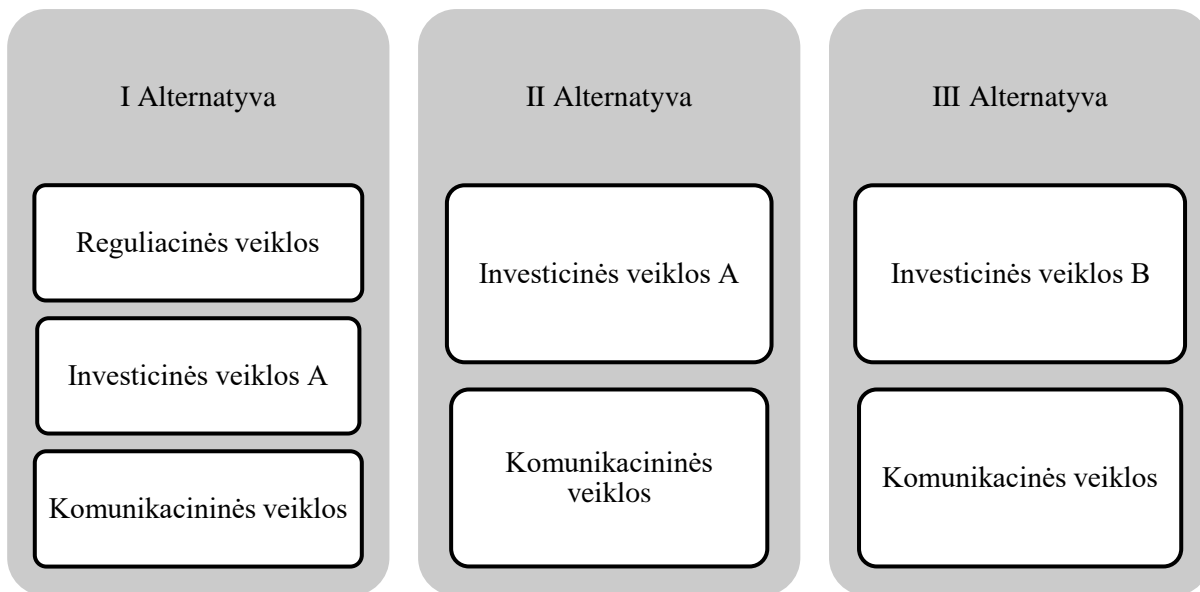 I Alternatyva
Reguliacinės veiklos
Investicinės veiklos A
Komunikacininės veiklos
II Alternatyva
Investicinės veiklos A
Komunikacininės
veiklos
III Alternatyva
Investicinės veiklos B
Komunikacinės veiklos